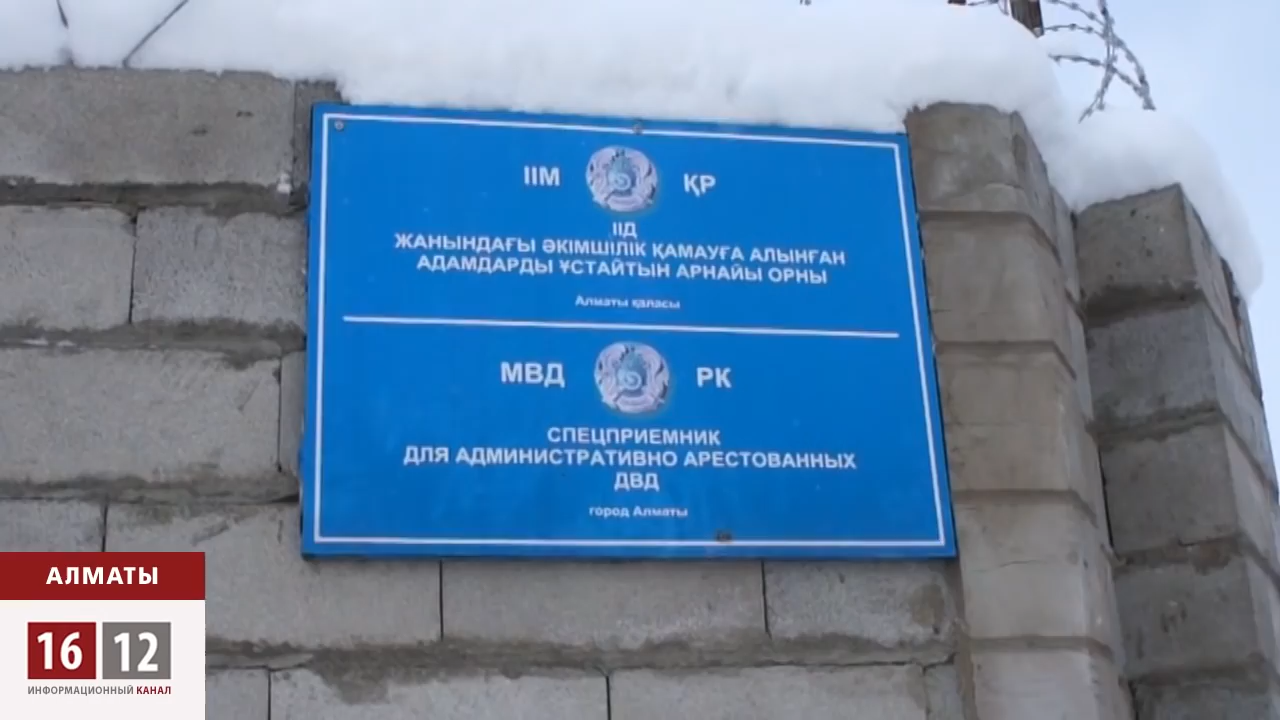 ІІМ ҚР
ІІД
ЖАНЫНДАҒЫ ӘКІМШІЛІК ҚАМАУҒА АЛЫНҒАН
АДАМДАРДЫ ҰСТАЙТЫН АРНАЙЫ ОРНЫ
Алматы қаласы
МВД РК
СПЕЦПРИЕМНИК
ДЛЯ АДМИНИСТРАТИВНО АРЕСТОВАННЫХ
ДВД
город Алматы
АЛМАТЫ
16 12
ИНФОРМАЦИОННЫЙ КАНАЛ